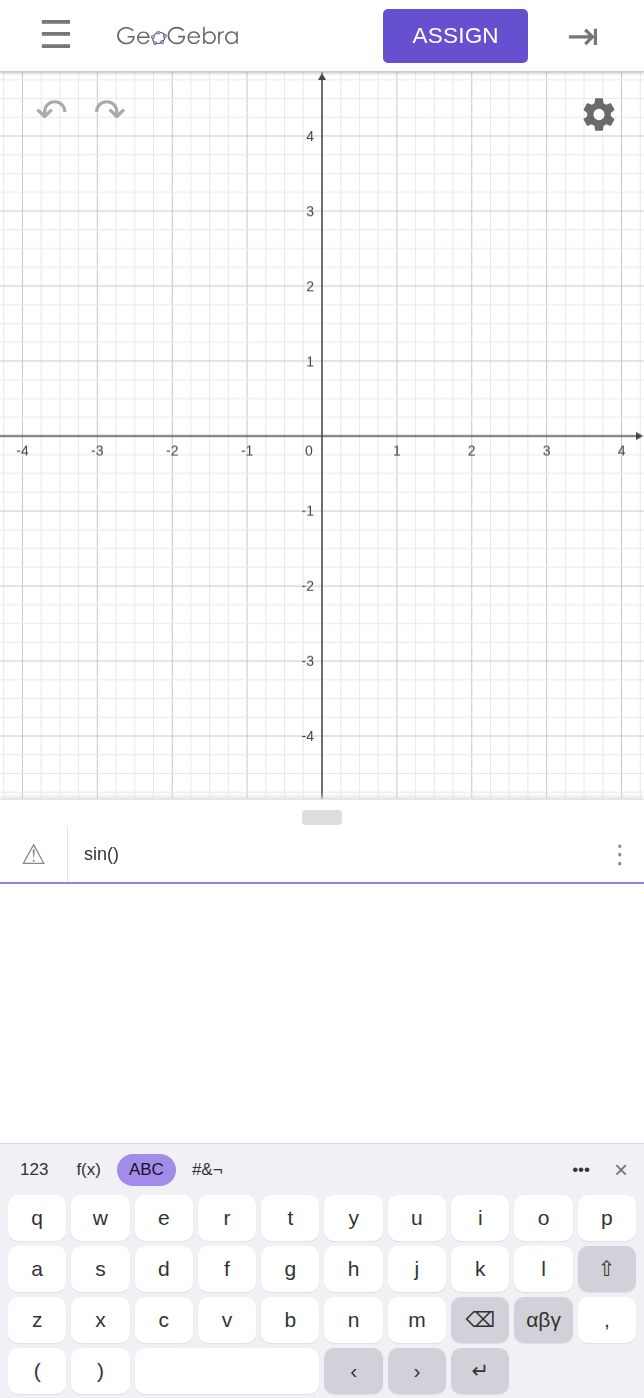 GeoGebra ASSIGN
4
3
2
1
-4 -3 -2 -1 0 1 2 3 4
-1
-2
-3
-4
sin()
123 f(x) ABC #&¬ •••
q w e r t y u i o p
a s d f g h j k l
z x c v b n m αβγ ,
( ) ‹ ›